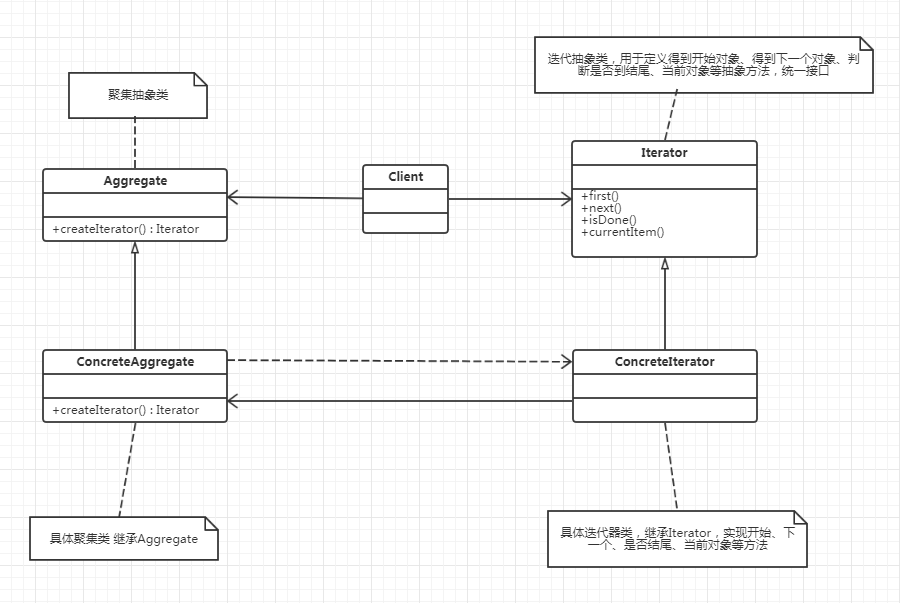 迭代抽象类，用于定义得到开始对象、得到下一个对象、判
断是否到结尾、当前对象等抽象方法，统一接口
聚集抽象类
Iterator
Client
Aggregate
+first()
+next()
+isDone()
+currentItem()
+createIterator() : Iterator
ConcreteAggregate
ConcreteIterator
+createIterator() : Iterator
具体聚集类 继承Aggregate
具体迭代器类，继承Iterator，实现开始、下
一个、是否结尾、当前对象等方法